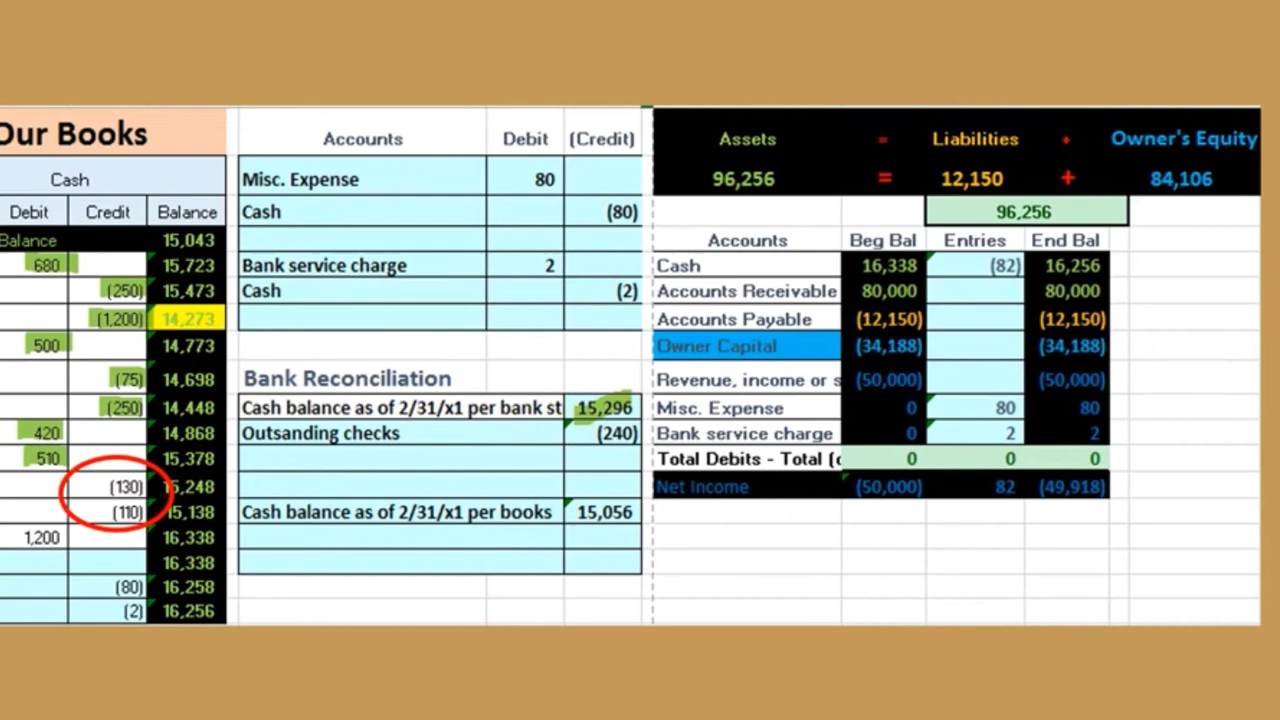 Our Books
Cash
Debit Credit Balance
Balance 15,043
680 15,723
(250) 15,473
(1,200) 14,273
500 14,773
(75) 14,698
(250) 14,448
420 14,868
510 15,378
(130) 15,248
(110) 15,138
1,200 16,338
16,338
(80) 16,258
(2) 16,256
Accounts Debit (Credit)
Misc. Expense 80
Cash (80)
Bank service charge 2
Cash (2)
Bank Reconciliation
Cash balance as of 2/31/x1 per bank st 15,296
Outsanding checks (240)
Cash balance as of 2/31/x1 per books 15,056
Assets = Liabilities + Owner's Equity
96,256 = 12,150 + 84,106
96,256
Accounts Beg Bal Entries End Bal
Cash 16,338 (82) 16,256
Accounts Receivable 80,000 80,000
Accounts Payable (12,150) (12,150)
Owner Capital (34,188) (34,188)
Revenue, income or s (50,000) (50,000)
Misc. Expense 0 80 80
Bank service charge 0 2 2
Total Debits - Total (c 0 0 0
Net Income (50,000) 82 (49,918)